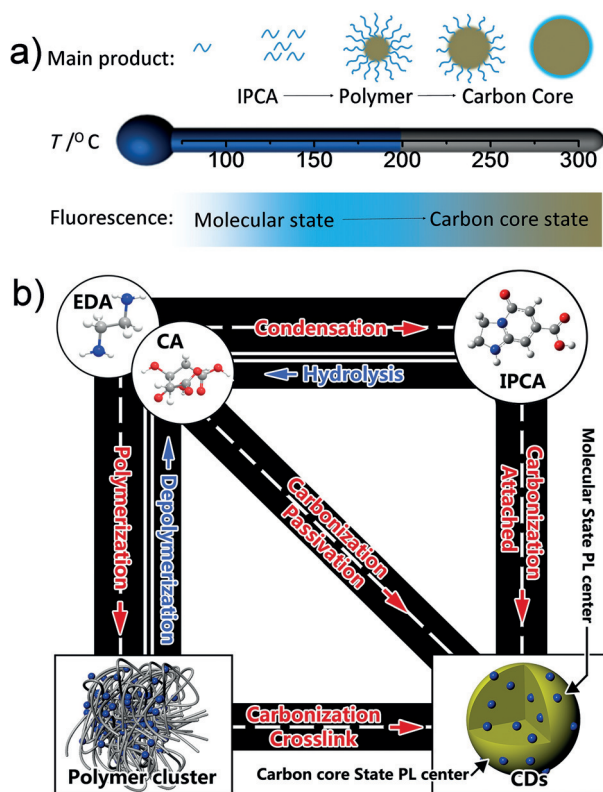 a) Main product:
IPCA → Polymer → Carbon Core
T /⁰ C
100 150 200 250 300
Fluorescence: Molecular state → Carbon core state
b)
EDA
CA
Condensation
Hydrolysis
IPCA
Polymerization
Depolymerization
Carbonization
Passivation
Carbonization
Attached
Molecular State PL center
Polymer cluster
Carbonization
Crosslink
Carbon core State PL center
CDs